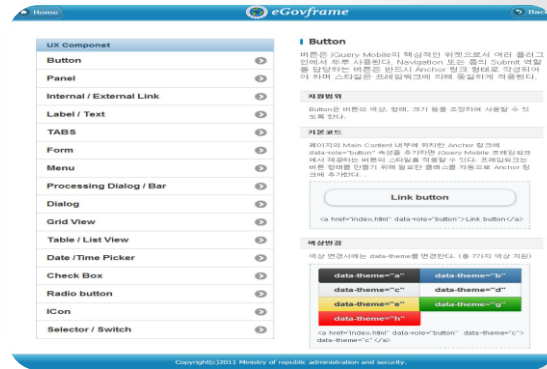 Home
eGovframe
Back
UX Componet
Button
Panel
Internal / External Link
Label / Text
TABS
Form
Menu
Processing Dialog / Bar
Dialog
Grid View
Table / List View
Date /Time Picker
Check Box
Radio button
ICon
Selector / Switch
Button
버튼은 jQuery Mobile의 핵심적인 위젯으로서 여러 플러그
인에서 두루 사용된다. Navigation 또는 폼의 Submit 역할
을 담당하는 버튼은 반드시 Anchor 링크 형태로 작성되어
야 하며 스타일은 프레임워크에 의해 동일하게 적용된다.
지원범위
Button은 버튼의 색상, 형태, 크기 등을 조정하여 사용할 수 있
도록 한다.
기본코드
페이지의 Main Content 내부에 위치한 Anchor 링크에
data-role="button" 속성을 추가하면 jQuery Mobile 프레임워크
에서 제공하는 버튼의 스타일을 적용할 수 있다. 프레임워크는
버튼 형태를 만들기 위해 필요한 클래스를 자동으로 Anchor 링
크에 추가한다. .
Link button
<a href="index.html" data-role="button">Link button</a>
색상변경
색상 변경시에는 data-theme를 변경한다. (총 7가지 색상 지원)
data-theme="a"
data-theme="b"
data-theme="c"
data-theme="d"
data-theme="e"
data-theme="g"
data-theme="h"
<a href="index.html" data-role="button" data-theme="c">
data-theme="c"</a>
Copyright(c)2011 Ministry of republic administration and security.